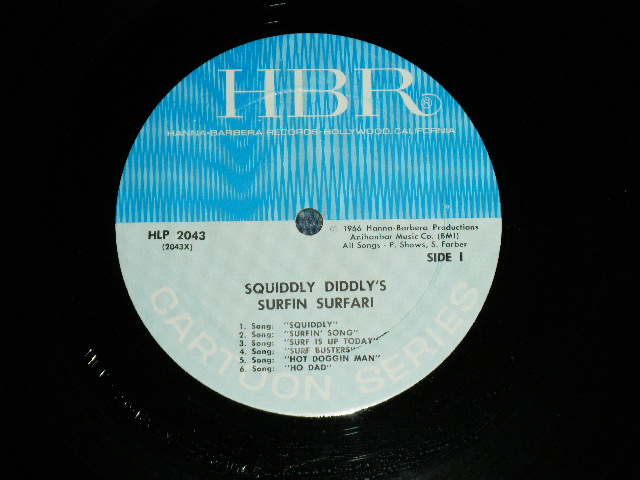 HBR®
HANNA-BARBERA RECORDS · HOLLYWOOD, CALIFORNIA
HLP 2043
(2043X)
© 1966 Hanna-Barbera Productions
Anihanbar Music Co. (BMI)
All Songs - P. Shows, S. Farber
SIDE I
SQUIDDLY DIDDLY'S
SURFIN SURFARI
1. Song: "SQUIDDLY"
2. Song: "SURFIN' SONG"
3. Song: "SURF IS UP TODAY"
4. Song: "SURF BUSTERS"
5. Song: "HOT DOGGIN MAN"
6. Song: "HO DAD"
CARTOON SERIES